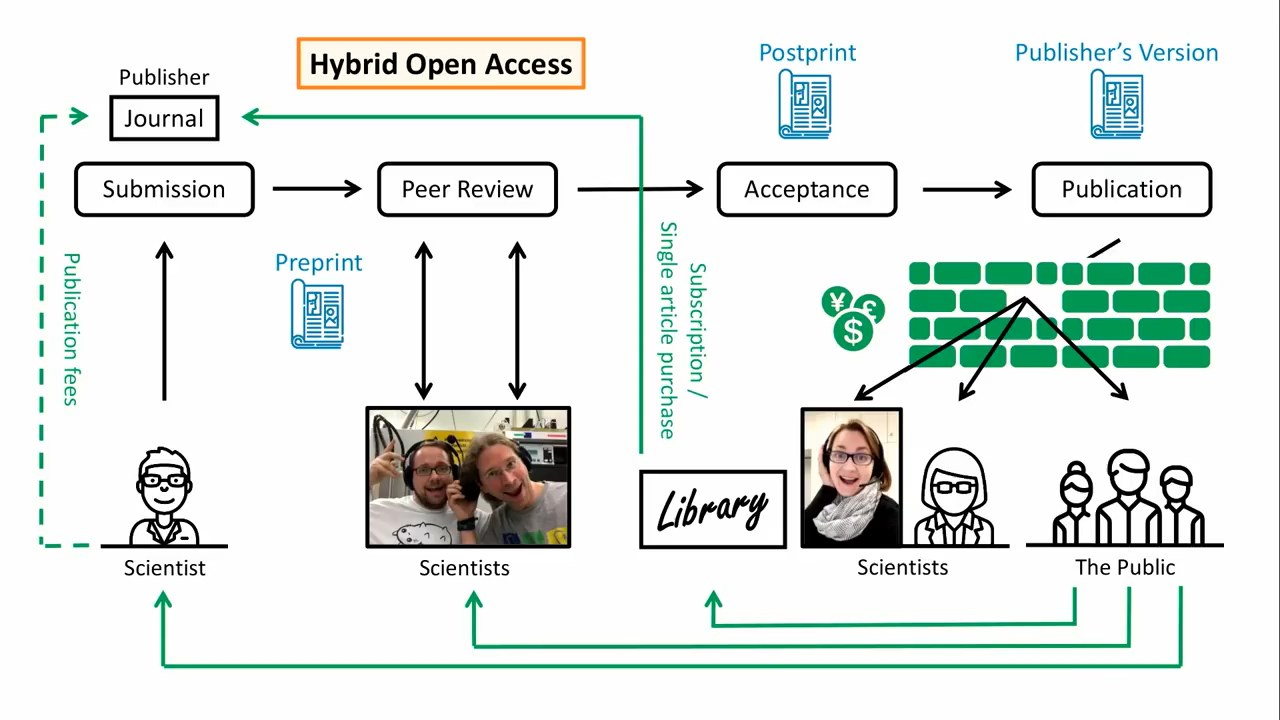 Hybrid Open Access
Postprint
Publisher's Version
Publisher
Journal
Submission
Peer Review
Acceptance
Publication
Publication fees
Preprint
Subscription /
Single article purchase
¥
£
$
Library
Scientist
Scientists
Scientists
The Public